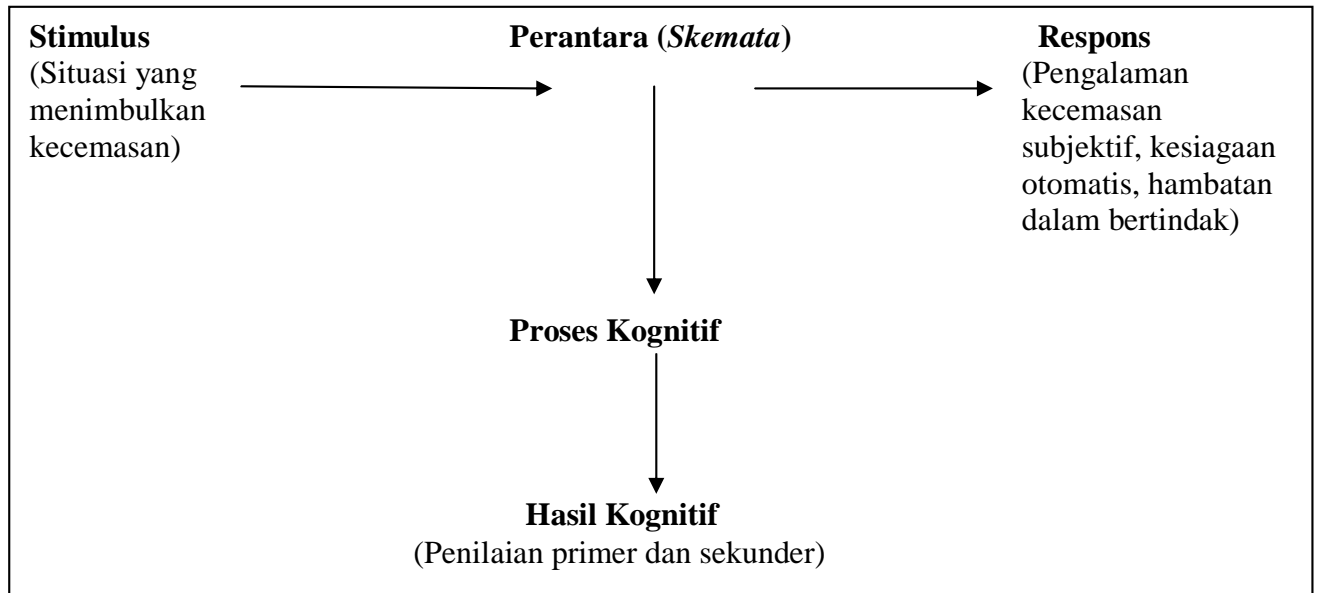 Stimulus
(Situasi yang
menimbulkan
kecemasan)
Perantara (Skemata)
Respons
(Pengalaman
kecemasan
subjektif, kesiagaan
otomatis, hambatan
dalam bertindak)
Proses Kognitif
Hasil Kognitif
(Penilaian primer dan sekunder)